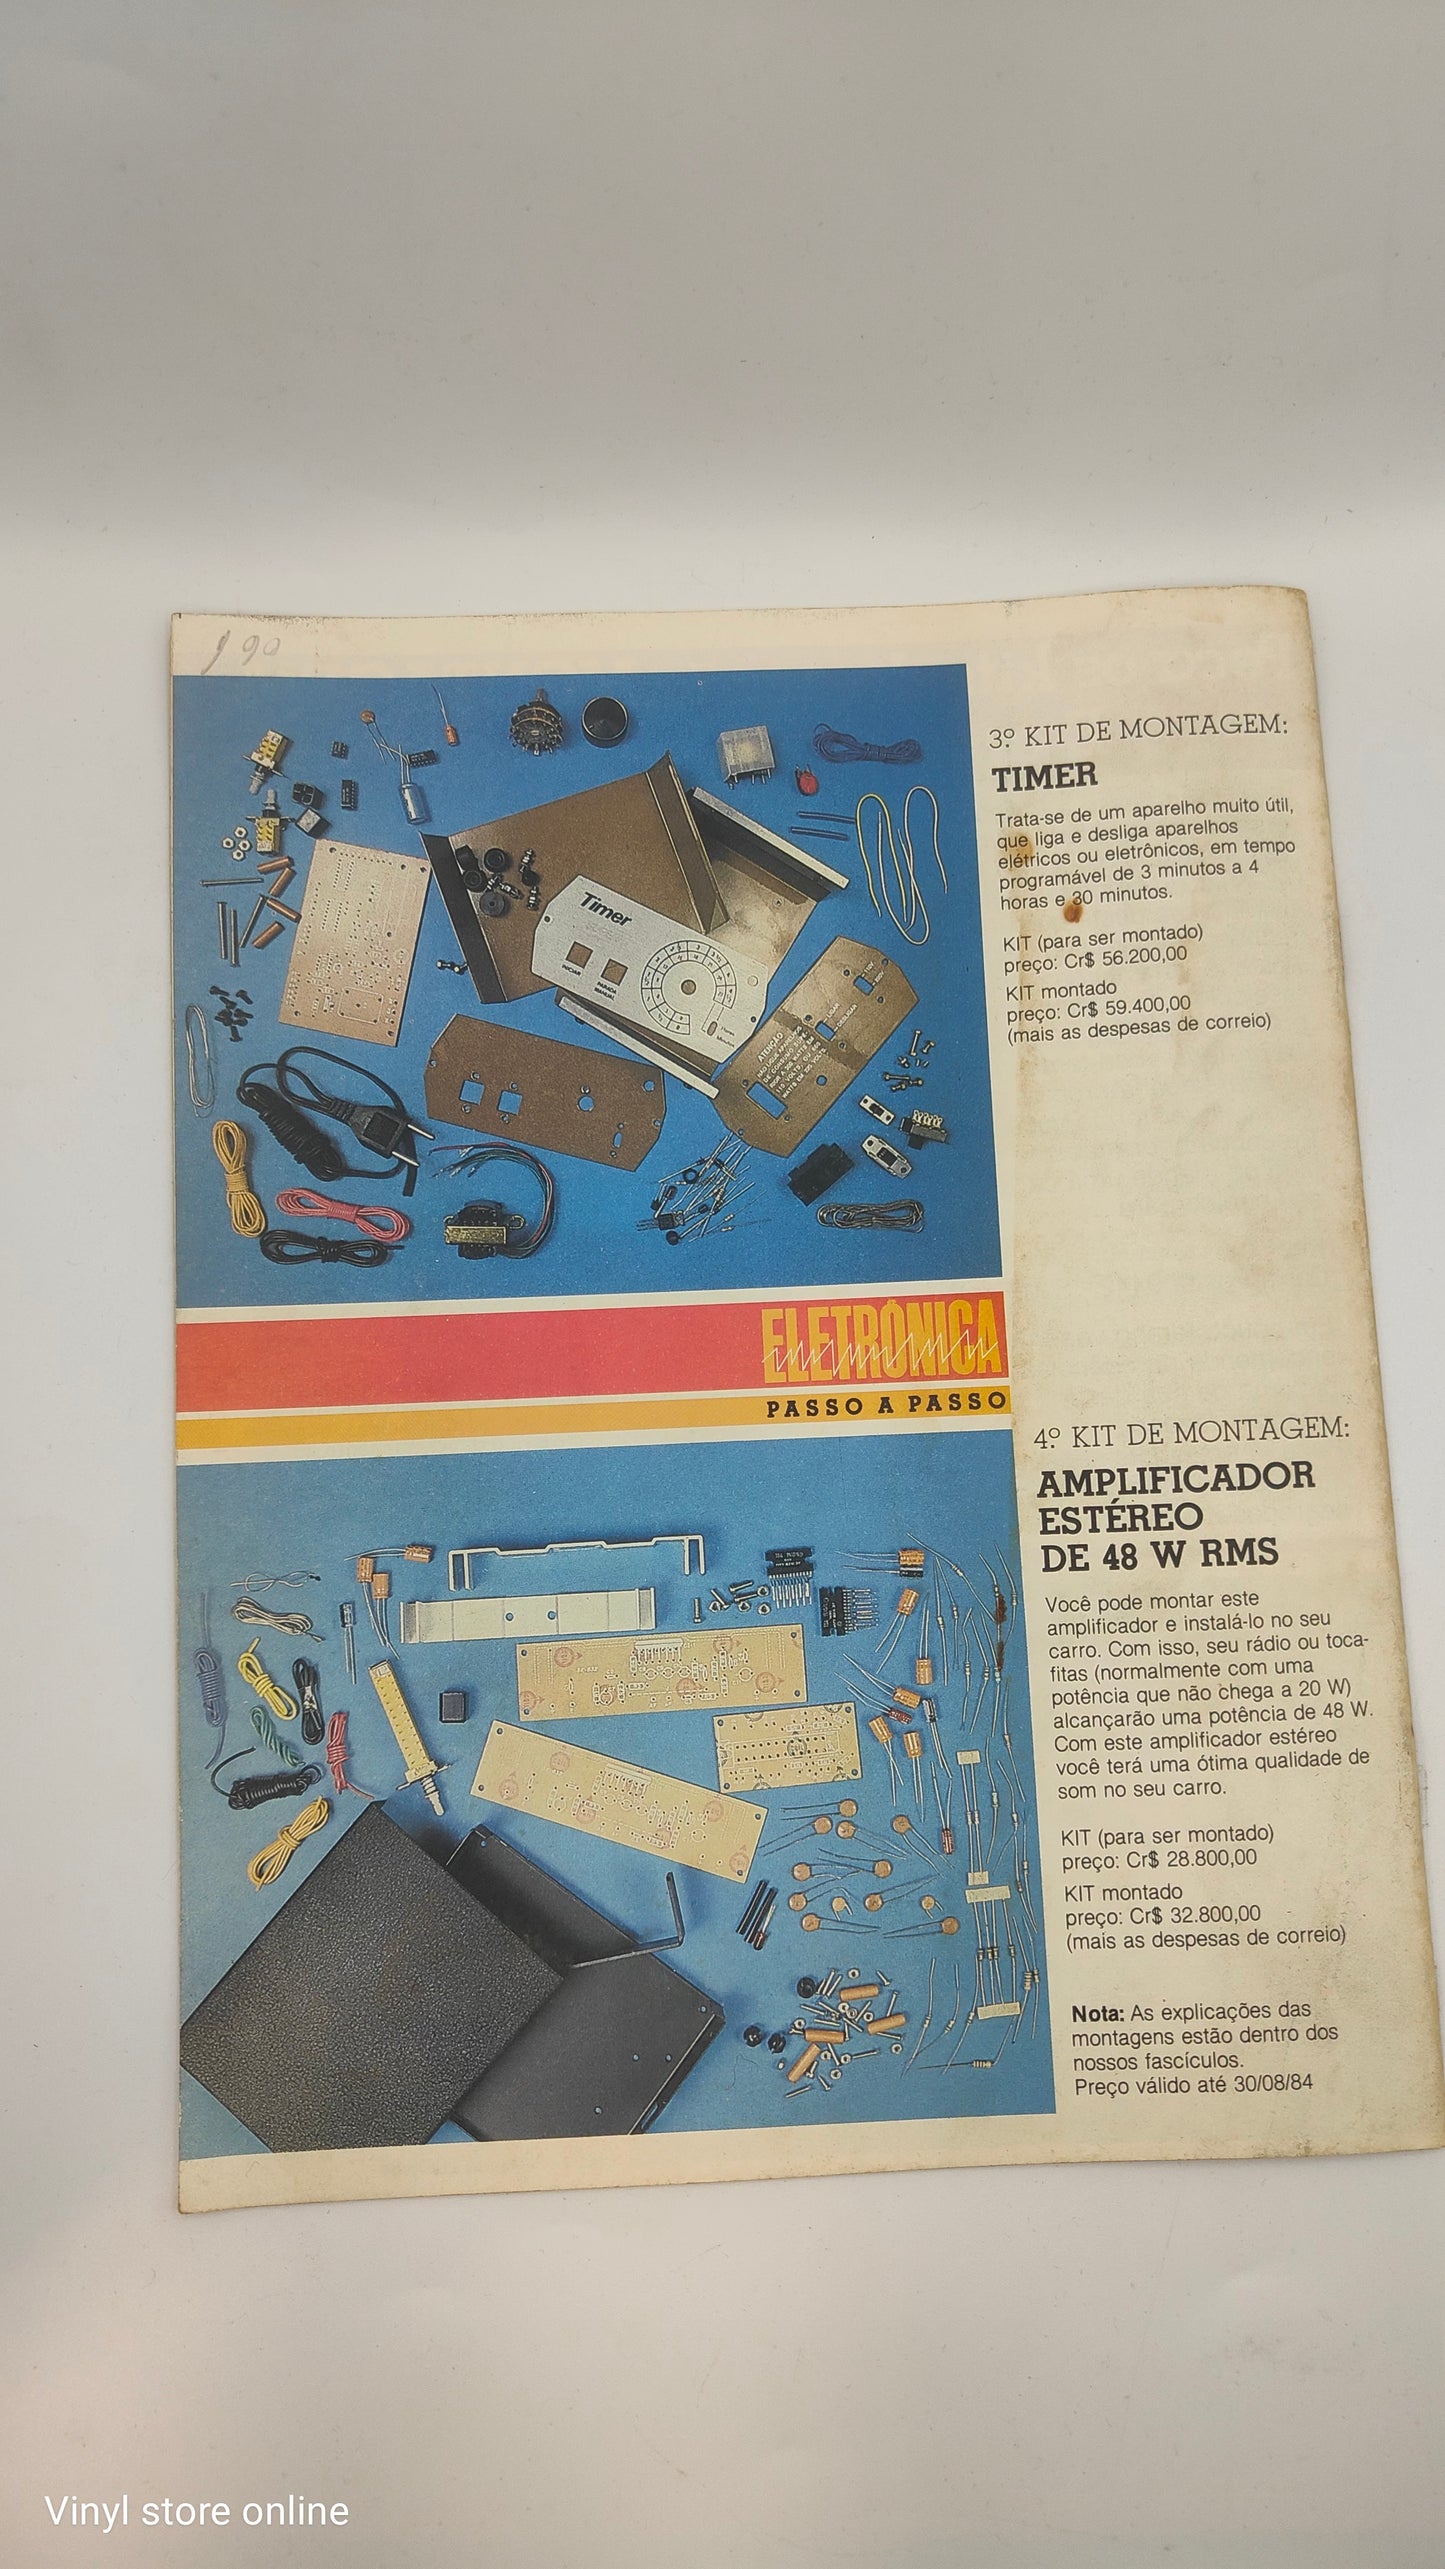 3º KIT DE MONTAGEM:
TIMER
Trata-se de um aparelho muito útil,
que liga e desliga aparelhos
elétricos ou eletrônicos, em tempo
programável de 3 minutos a 4
horas e 30 minutos.
KIT (para ser montado)
preço: Cr$ 56.200,00
KIT montado
preço: Cr$ 59.400,00
(mais as despesas de correio)
Timer
INICIAR
PARADA
MANUAL
ATENÇÃO
ELETRÔNICA
PASSO A PASSO
4º KIT DE MONTAGEM:
AMPLIFICADOR
ESTÉREO
DE 48 W RMS
Você pode montar este
amplificador e instalá-lo no seu
carro. Com isso, seu rádio ou toca-
fitas (normalmente com uma
potência que não chega a 20 W)
alcançarão uma potência de 48 W.
Com este amplificador estéreo
você terá uma ótima qualidade de
som no seu carro.
KIT (para ser montado)
preço: Cr$ 28.800,00
KIT montado
preço: Cr$ 32.800,00
(mais as despesas de correio)
Nota: As explicações das
montagens estão dentro dos
nossos fascículos.
Preço válido até 30/08/84
Vinyl store online